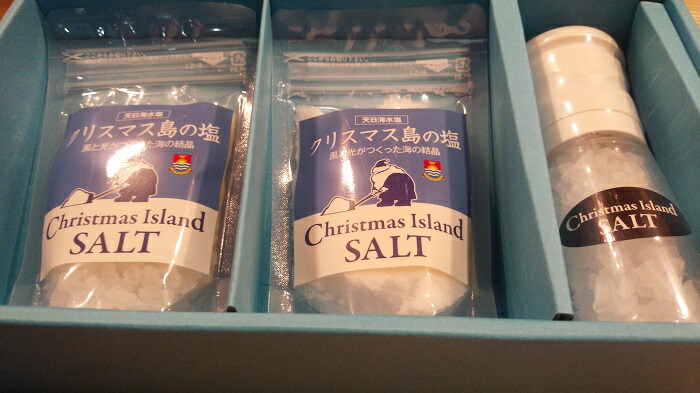 天日海水塩
クリスマス島の塩
風と光がつくった海の結晶
Christmas Island
SALT
天日海水塩
クリスマス島の塩
風と光がつくった海の結晶
Christmas Island
SALT
Christmas Island
SALT